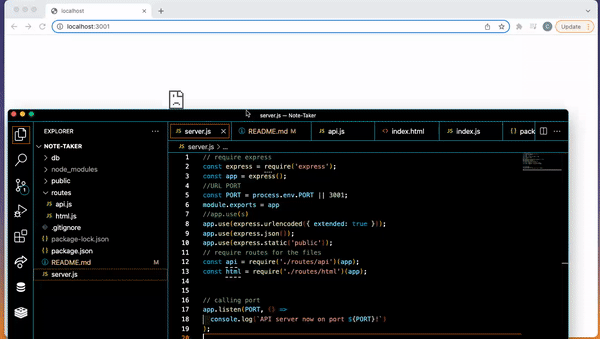 localhost
localhost:3001
C
Update
server.js — Note-Taker
EXPLORER
NOTE-TAKER
db
node_modules
public
routes
JS api.js
JS html.js
.gitignore
{} package-lock.json
{} package.json
README.md M
JS server.js
1
JS server.js
README.md M
JS api.js
index.html
JS index.js
{} pack
JS server.js > ...
1 // require express
2 const express = require('express');
3 const app = express();
4 //URL PORT
5 const PORT = process.env.PORT || 3001;
6 module.exports = app
7 //app.use(s)
8 app.use(express.urlencoded({ extended: true }));
9 app.use(express.json());
10 app.use(express.static('public'));
11 // require routes for the files
12 const api = require('./routes/api')(app);
13 const html = require('./routes/html')(app);
14
15
16 // calling port
17 app.listen(PORT, () =>
18 console.log(`API server now on port ${PORT}!`)
19 );
20